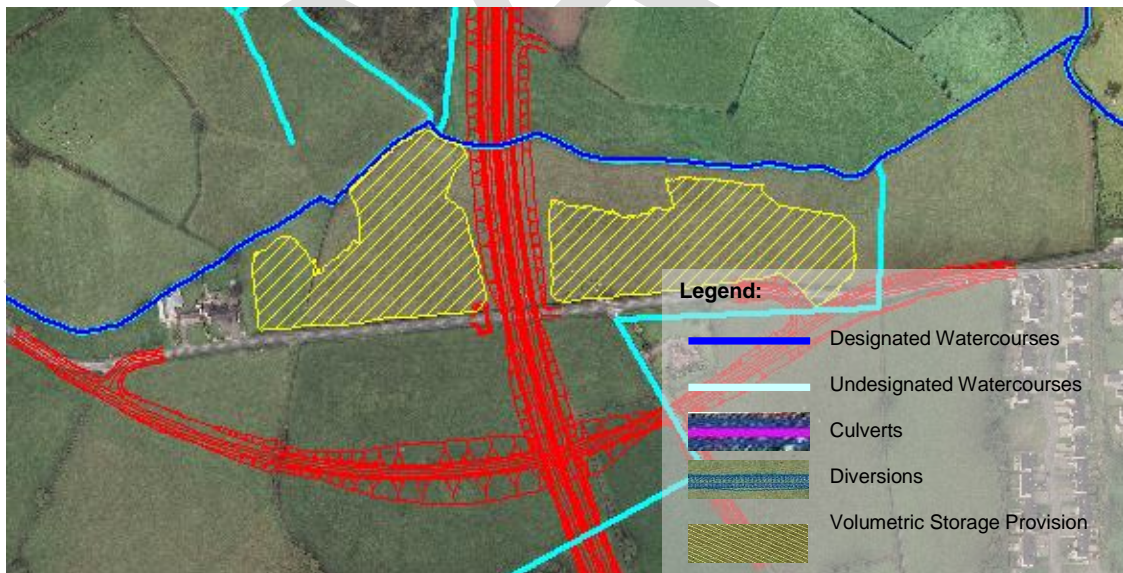 Legend:
Designated Watercourses
Undesignated Watercourses
Culverts
Diversions
Volumetric Storage Provision